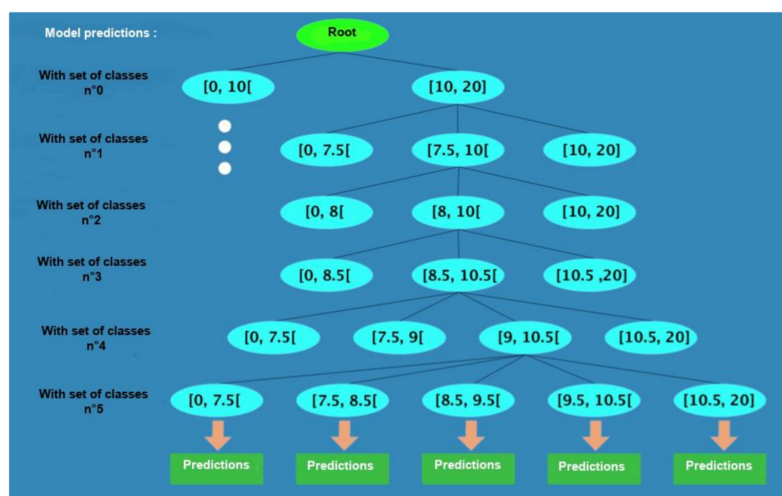 Model predictions :
Root
With set of classes
n°0
[0, 10[
[10, 20]
With set of classes
n°1
[0, 7.5[
[7.5, 10[
[10, 20]
With set of classes
n°2
[0, 8[
[8, 10[
[10, 20]
With set of classes
n°3
[0, 8.5[
[8.5, 10.5[
[10.5 ,20]
With set of classes
n°4
[0, 7.5[
[7.5, 9[
[9, 10.5[
[10.5, 20]
With set of classes
n°5
[0, 7.5[
[7.5, 8.5[
[8.5, 9.5[
[9.5, 10.5[
[10.5, 20]
Predictions
Predictions
Predictions
Predictions
Predictions